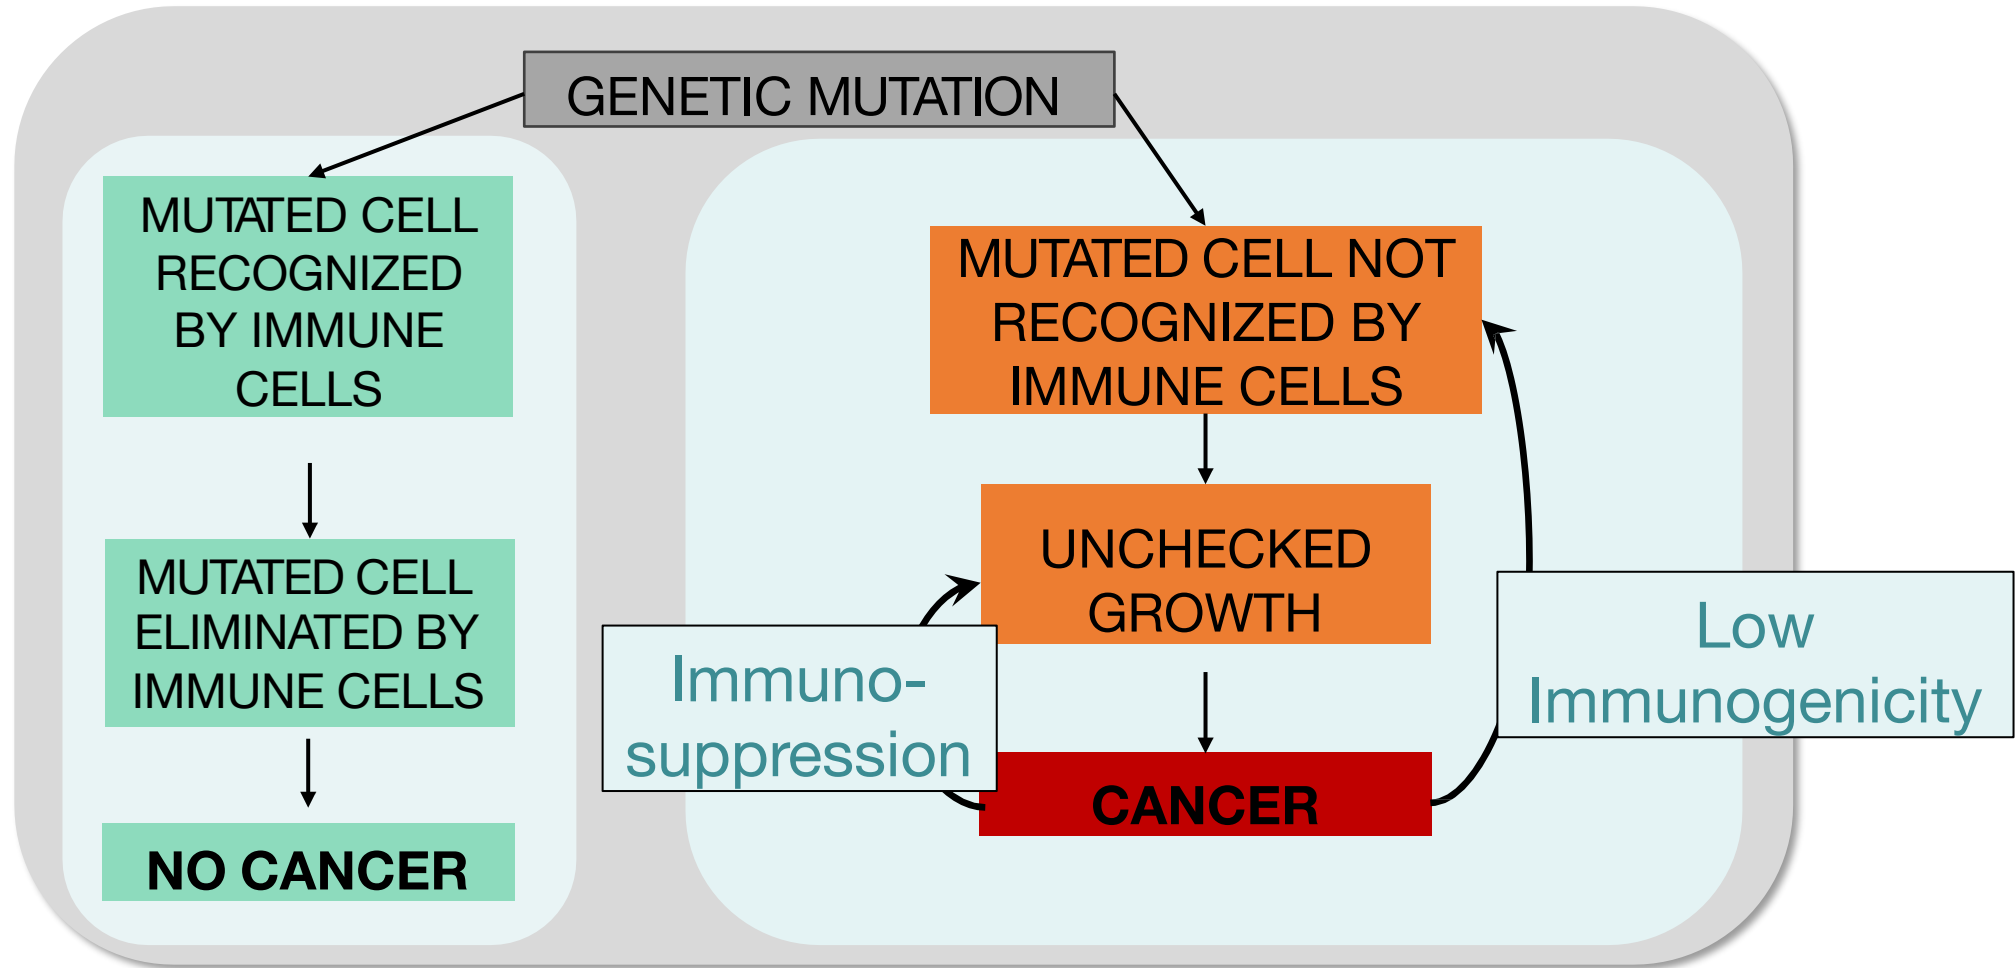 GENETIC MUTATION
MUTATED CELL
RECOGNIZED
BY IMMUNE
CELLS
MUTATED CELL
ELIMINATED BY
IMMUNE CELLS
NO CANCER
MUTATED CELL NOT
RECOGNIZED BY
IMMUNE CELLS
UNCHECKED
GROWTH
CANCER
Immuno-
suppression
Low
Immunogenicity